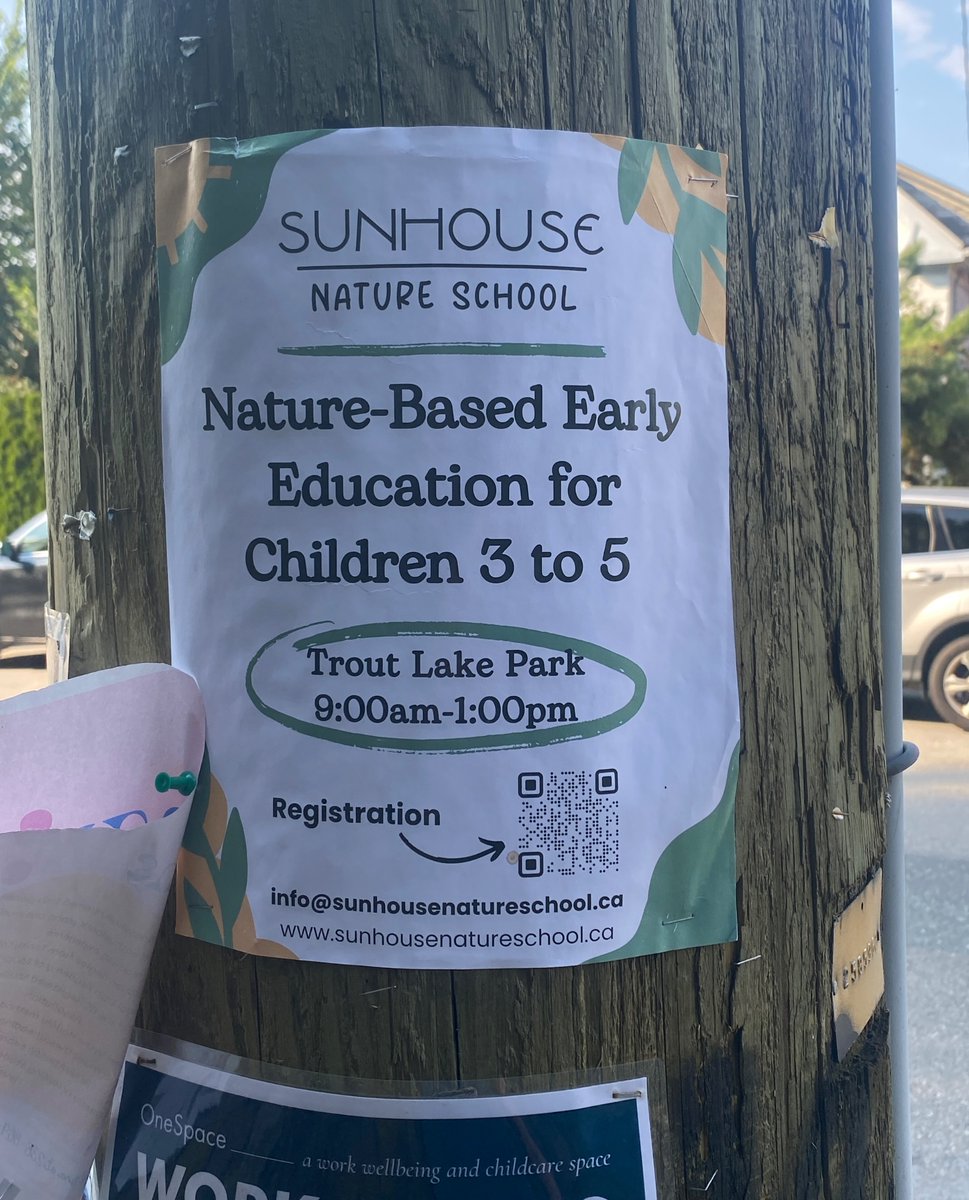 SUNHOUSE
NATURE SCHOOL
Nature-Based Early
Education for
Children 3 to 5
Trout Lake Park
9:00am-1:00pm
Registration
info@sunhousenatureschool.ca
www.sunhousenatureschool.ca
OneSpace
a work wellbeing and childcare space
WORK